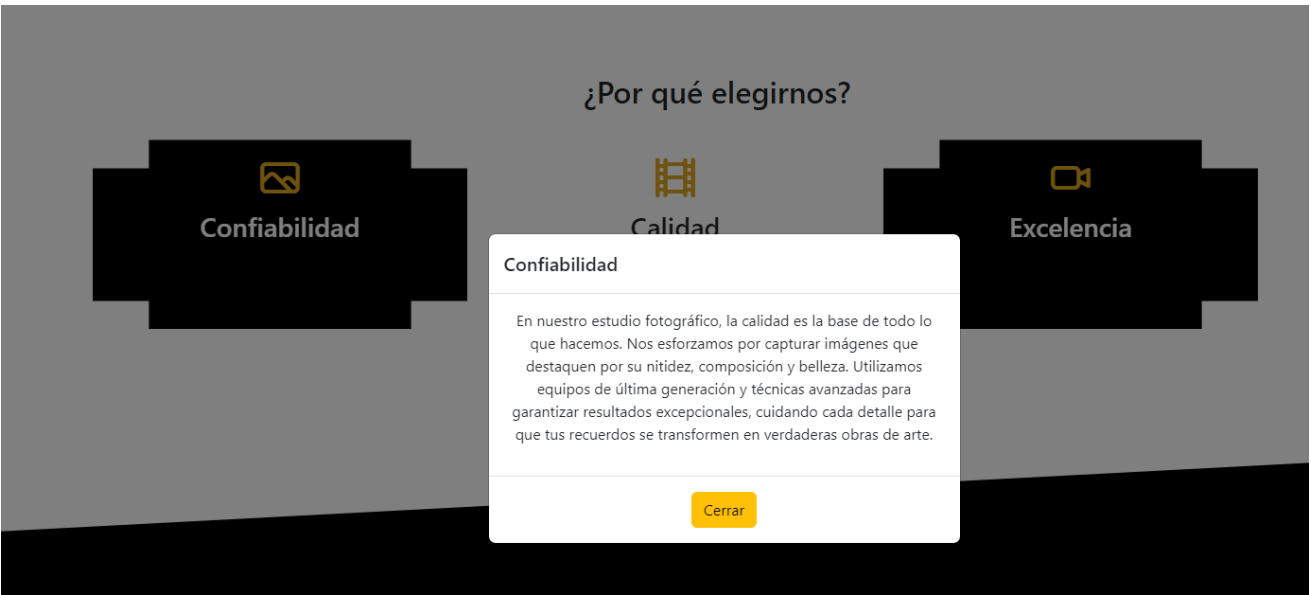 ¿Por qué elegirnos?
Confiabilidad
Calidad
Excelencia
Confiabilidad
En nuestro estudio fotográfico, la calidad es la base de todo lo
que hacemos. Nos esforzamos por capturar imágenes que
destaquen por su nitidez, composición y belleza. Utilizamos
equipos de última generación y técnicas avanzadas para
garantizar resultados excepcionales, cuidando cada detalle para
que tus recuerdos se transformen en verdaderas obras de arte.
Cerrar